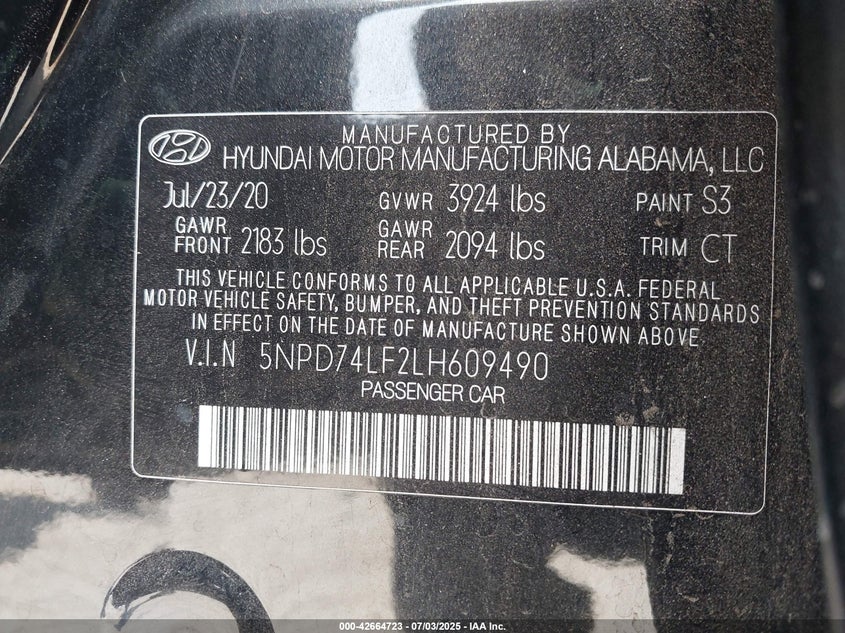 MANUFACTURED BY
HYUNDAI MOTOR MANUFACTURING ALABAMA, LLC
Jul/23/20 GVWR 3924 lbs PAINT S3
GAWR FRONT 2183 lbs GAWR REAR 2094 lbs TRIM CT
THIS VEHICLE CONFORMS TO ALL APPLICABLE U.S.A. FEDERAL
MOTOR VEHICLE SAFETY, BUMPER, AND THEFT PREVENTION STANDARDS
IN EFFECT ON THE DATE OF MANUFACTURE SHOWN ABOVE
V.I.N 5NPD74LF2LH609490
PASSENGER CAR
000-42664723 - 07/03/2025 - IAA Inc.